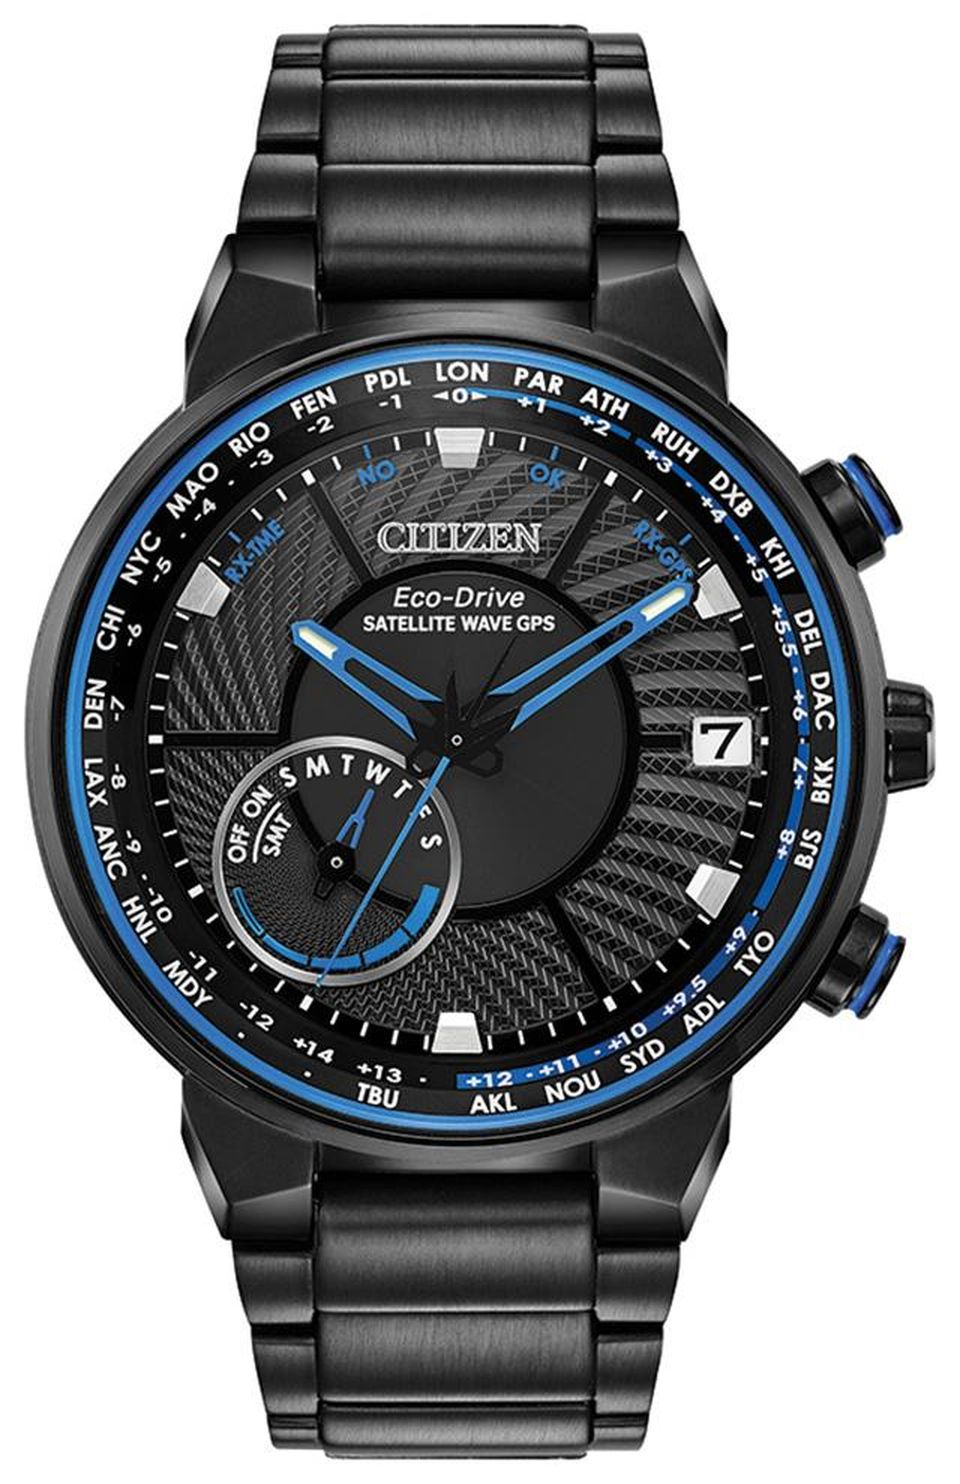 LON PAR ATH RUH DXB KHI DEL DAC BKK BJS TYO ADL SYD NOU AKL TBU MDY HNL ANC LAX DEN CHI NYC MAO RIO FEN PDL
◄0► +1 +2 +3 +4 +5 +5.5 +6 +7 +8 +9 +9.5 +10 +11 +12 +13 +14 -12 -11 -10 -9 -8 -7 -6 -5 -4 -3 -2 -1
RX-TIME NO OK RX-GPS
CITIZEN
Eco-Drive
SATELLITE WAVE GPS
7
OFF ON S M T W T F S
SMT